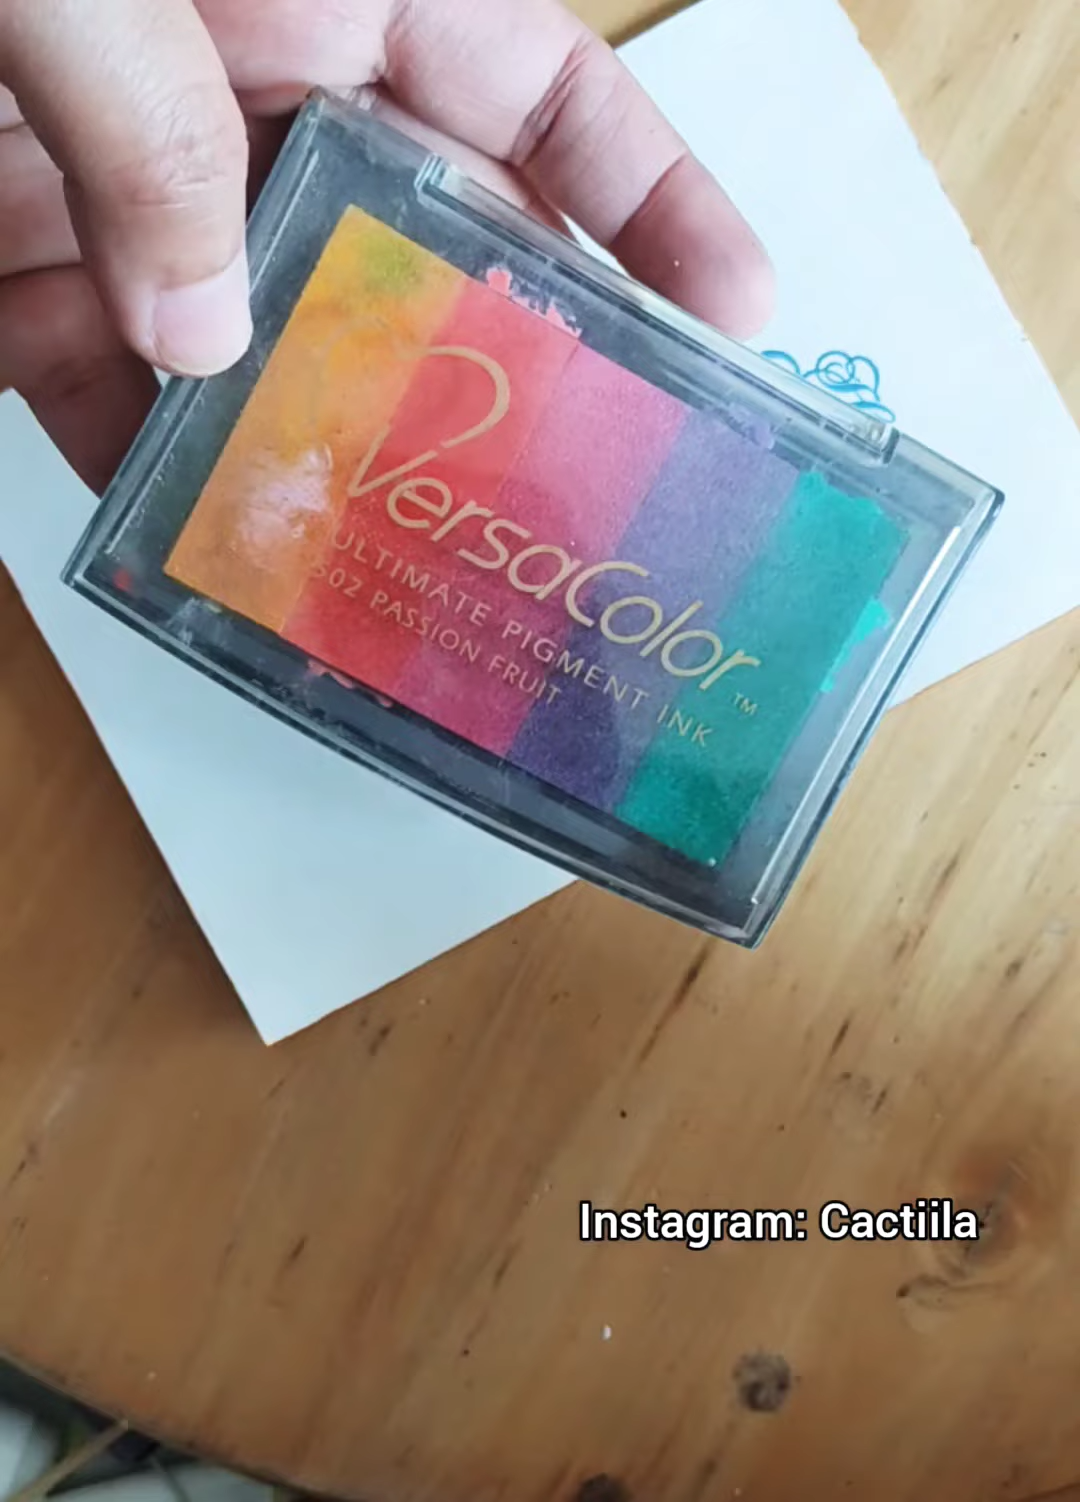 VersaColor™
ULTIMATE PIGMENT INK
502 PASSION FRUIT
Instagram: Cactiila